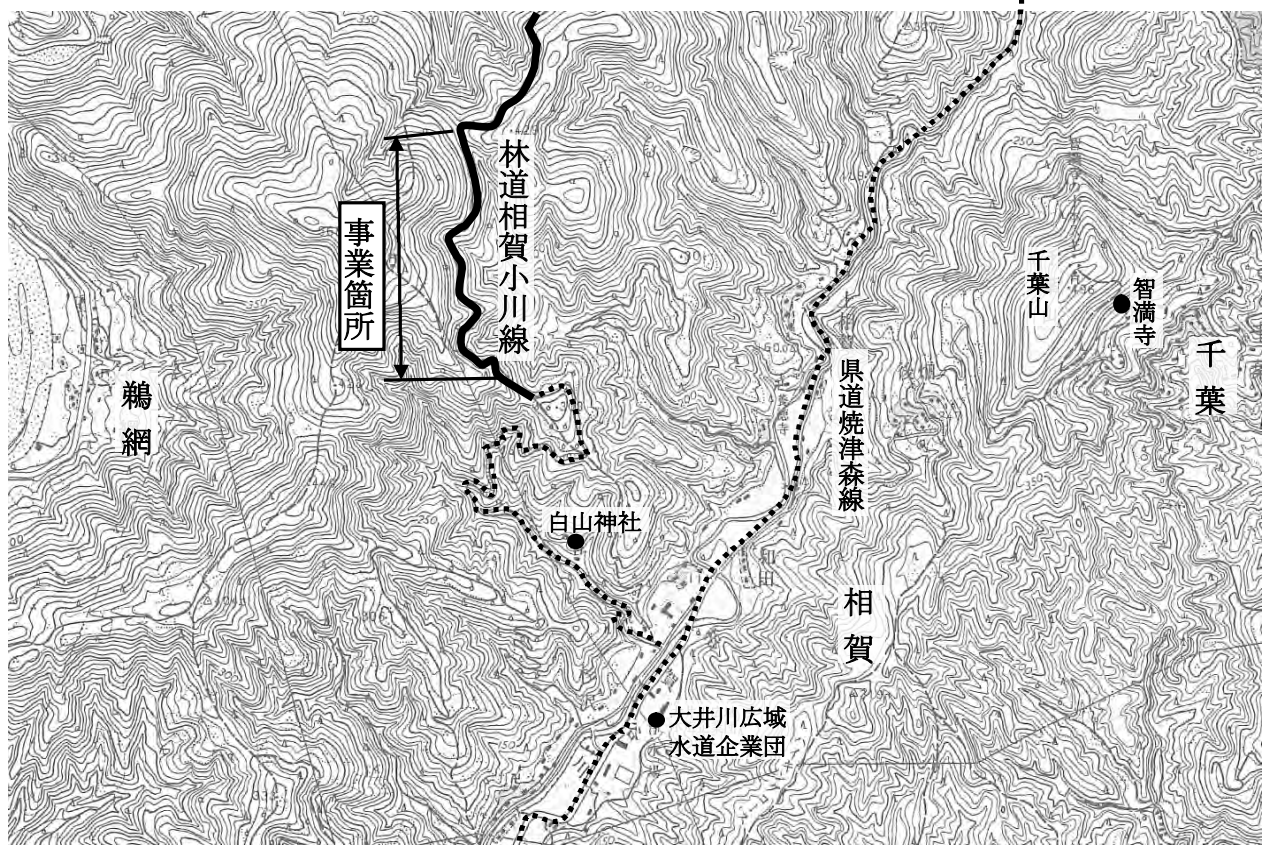 林道相賀小川線
事業箇所
千葉山
智満寺
千葉
県道焼津森線
鵜網
白山神社
相賀
大井川広域
水道企業団